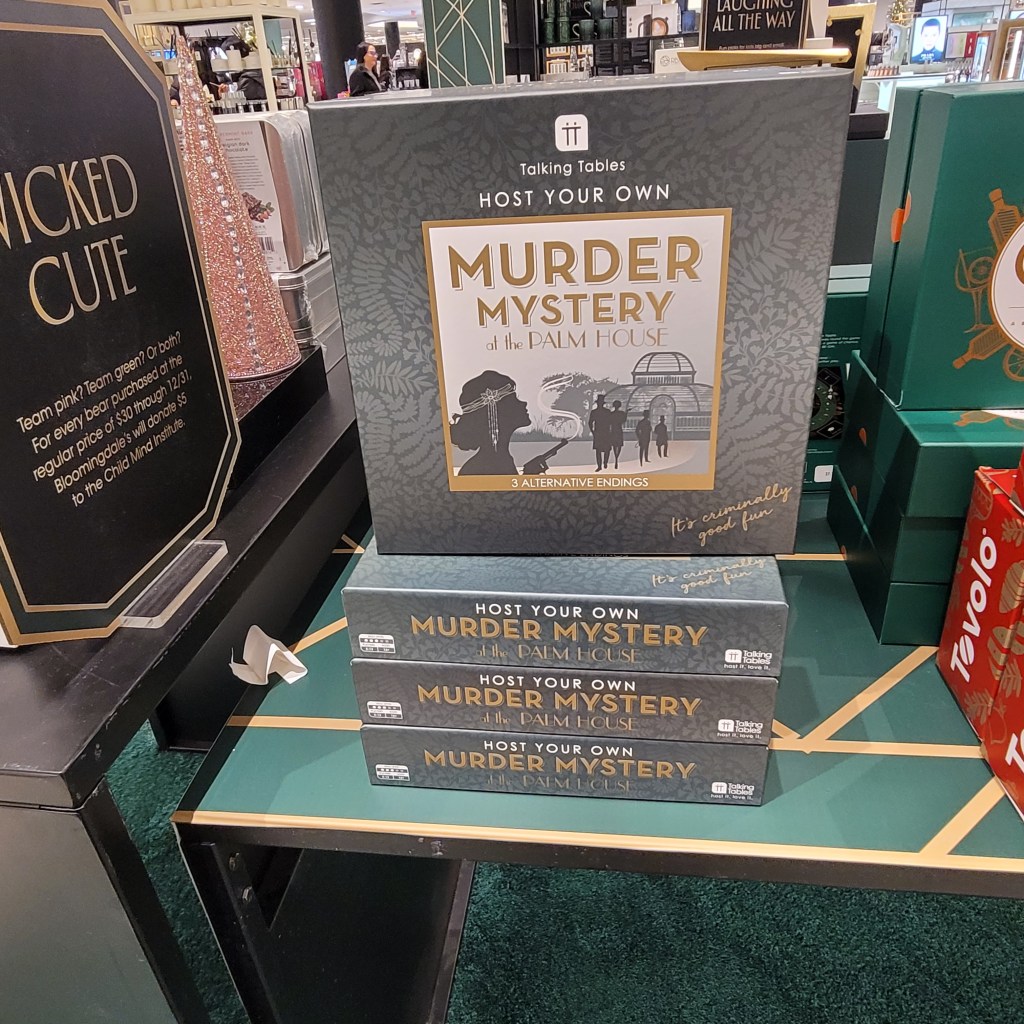 WICKED
CUTE
Team pink? Team green? Or both?
For every bear purchased at the
regular price of $30 through 12/31,
Bloomingdale's will donate $5
to the Child Mind Institute.
LAUGHING
ALL THE WAY
Talking Tables
HOST YOUR OWN
MURDER
MYSTERY
at the PALM HOUSE
3 ALTERNATIVE ENDINGS
It's criminally
good fun
It's criminally
good fun
HOST YOUR OWN
MURDER MYSTERY
at the PALM HOUSE
Talking
Tables
host it, love it.
HOST YOUR OWN
MURDER MYSTERY
at the PALM HOUSE
Talking
Tables
host it, love it.
HOST YOUR OWN
MURDER MYSTERY
at the PALM HOUSE
Talking
Tables
host it, love it.
Tovolo